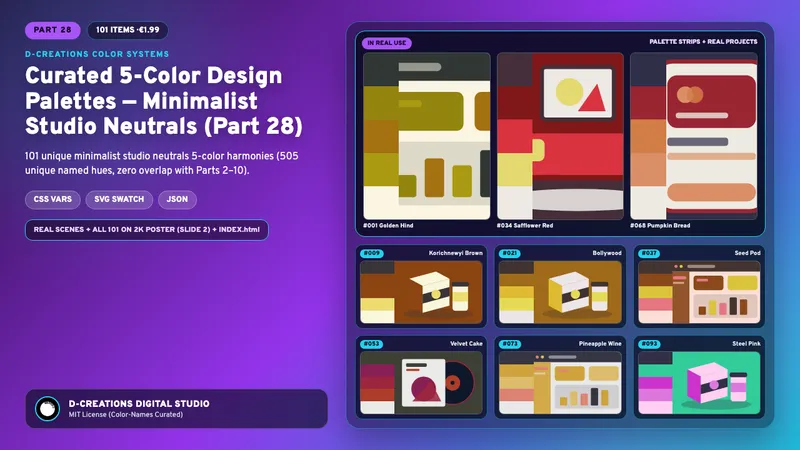 PART 28
101 ITEMS ·€1.99
D-CREATIONS COLOR SYSTEMS
Curated 5-Color Design
Palettes — Minimalist
Studio Neutrals (Part 28)
101 unique minimalist studio neutrals 5-color harmonies (505
unique named hues, zero overlap with Parts 2–10).
CSS VARS
SVG SWATCH
JSON
REAL SCENES + ALL 101 ON 2K POSTER (SLIDE 2) + INDEX.html
D-CREATIONS DIGITAL STUDIO
MIT License (Color-Names Curated)
IN REAL USE
PALETTE STRIPS + REAL PROJECTS
#001 Golden Hind
#034 Safflower Red
#068 Pumpkin Bread
#009
Korichnewyi Brown
#021
Bollywood
#037
Seed Pod
#053
Velvet Cake
#073
Pineapple Wine
#093
Steel Pink